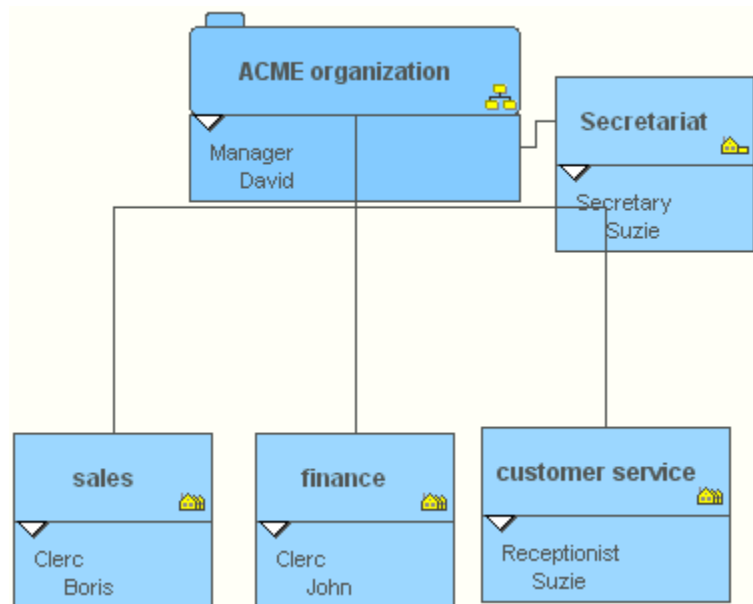 ACME organization
Manager
David
Secretariat
Secretary
Suzie
sales
Clerc
Boris
finance
Clerc
John
customer service
Receptionist
Suzie